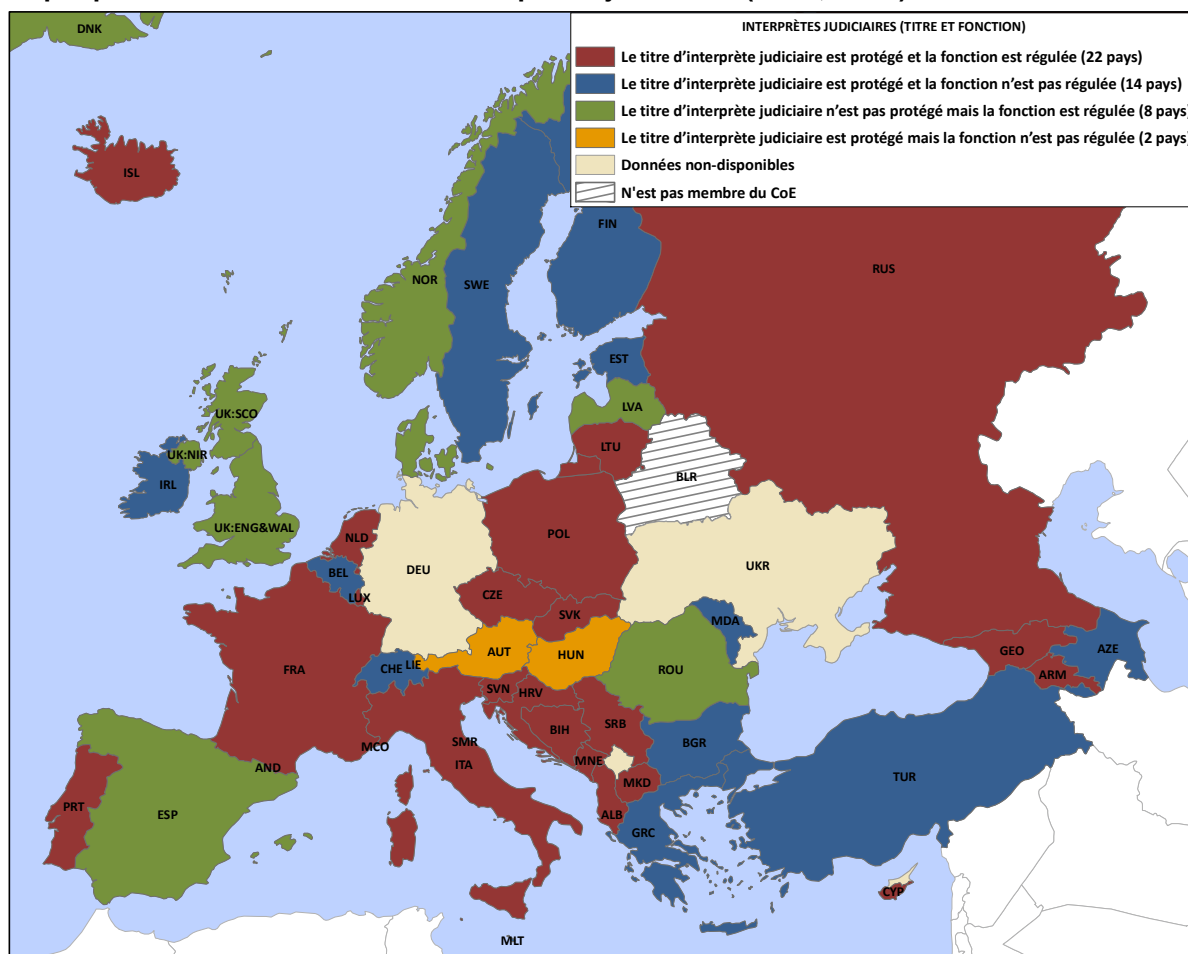 DNK
INTERPRÈTES JUDICIAIRES (TITRE ET FONCTION)
Le titre d'interprète judiciaire est protégé et la fonction est régulée (22 pays)
Le titre d'interprète judiciaire est protégé et la fonction n'est pas régulée (14 pays)
Le titre d'interprète judiciaire n'est pas protégé mais la fonction est régulée (8 pays)
Le titre d'interprète judiciaire est protégé mais la fonction n'est pas régulée (2 pays)
Données non-disponibles
N'est pas membre du CoE
ISL
FIN
RUS
NOR
SWE
EST
LVA
UK:SCO
LTU
UK:NIR
BLR
IRL
UK:ENG&WAL
NLD
POL
BEL
DEU
UKR
LUX
CZE
SVK
MDA
AUT
HUN
GEO
AZE
CHE
LIE
FRA
ROU
ARM
SVN
HRV
BIH
SRB
MCO
SMR
BGR
ITA
MNE
AND
MKD
TUR
PRT
ESP
ALB
GRC
CYP
MLT